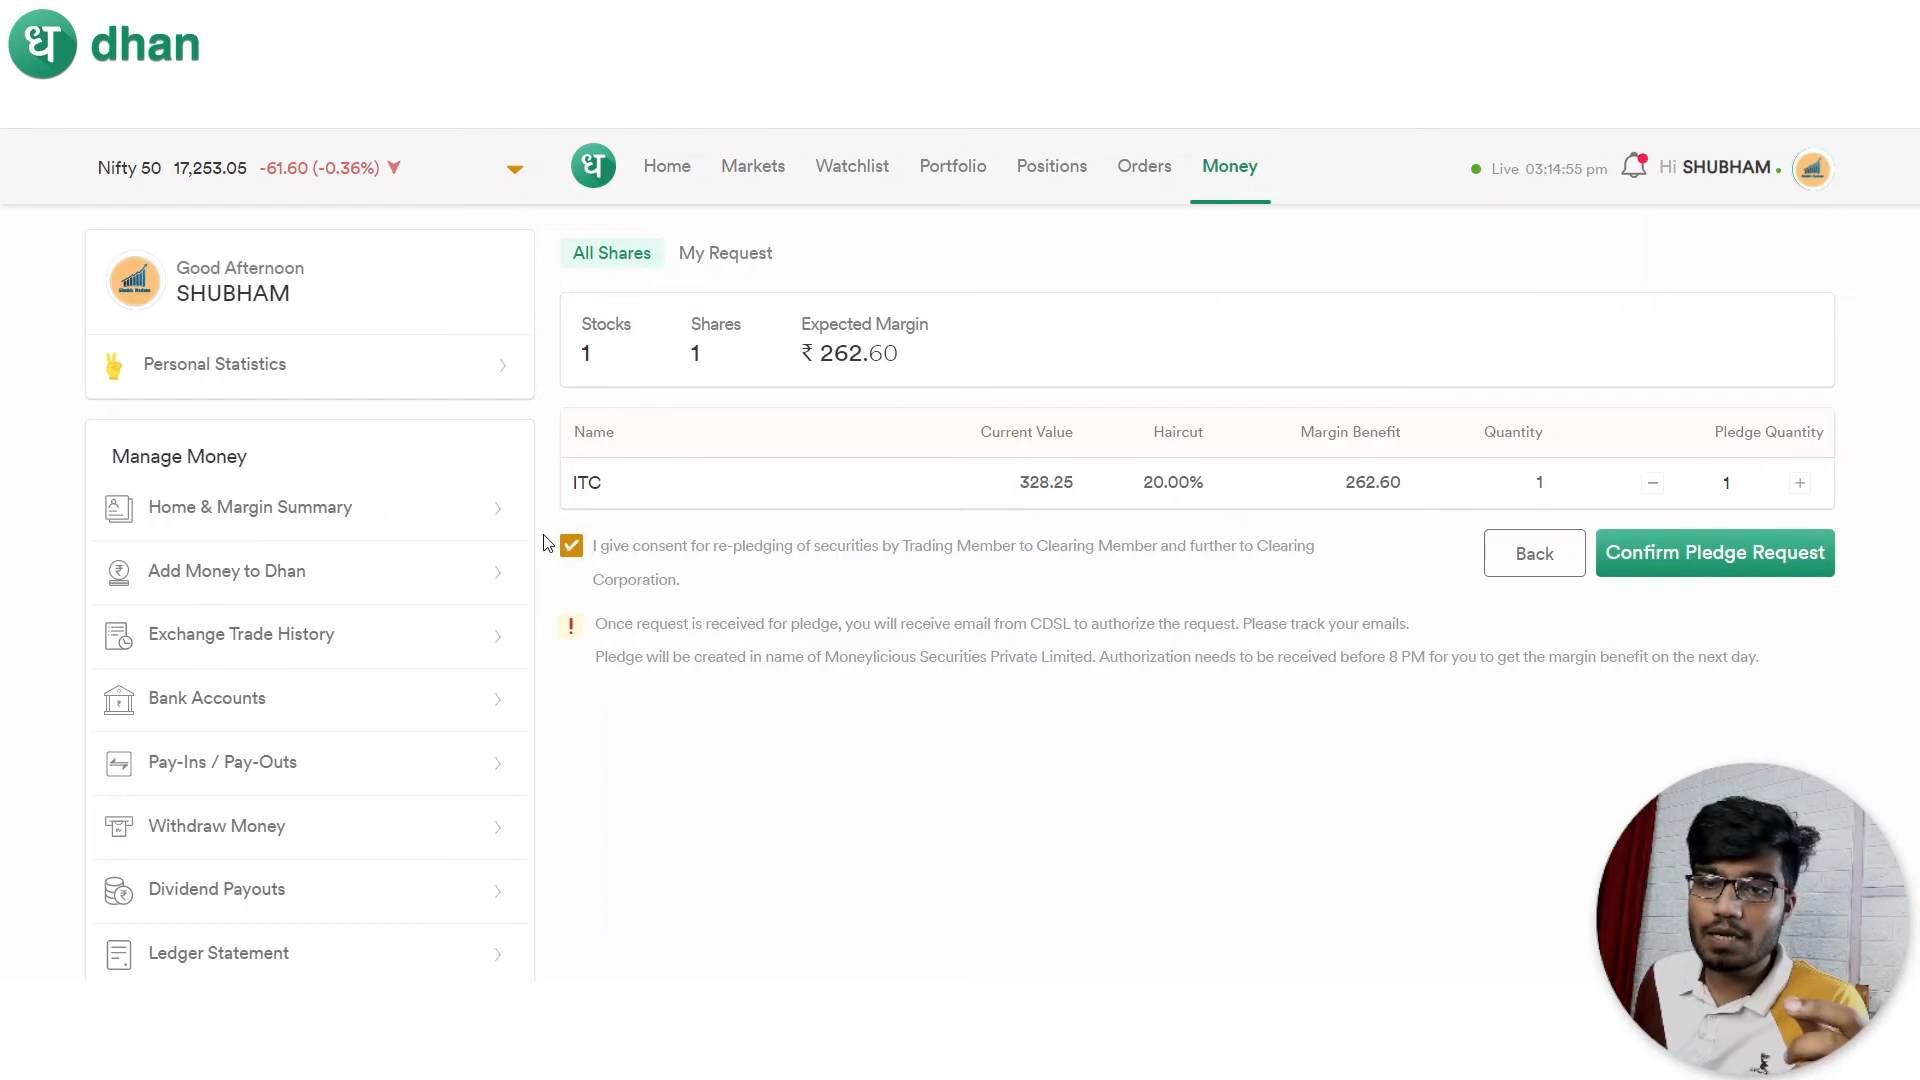 ध dhan
Nifty 50 17,253.05 -61.60 (-0.36%)
ध Home Markets Watchlist Portfolio Positions Orders Money
Live 03:14:55 pm Hi SHUBHAM
Good Afternoon
SHUBHAM
Personal Statistics
Manage Money
Home & Margin Summary
Add Money to Dhan
Exchange Trade History
Bank Accounts
Pay-Ins / Pay-Outs
Withdraw Money
Dividend Payouts
Ledger Statement
All Shares My Request
Stocks Shares Expected Margin
1 1 ₹ 262.60
Name Current Value Haircut Margin Benefit Quantity Pledge Quantity
ITC 328.25 20.00% 262.60 1 − 1 +
I give consent for re-pledging of securities by Trading Member to Clearing Member and further to Clearing
Corporation.
Back Confirm Pledge Request
Once request is received for pledge, you will receive email from CDSL to authorize the request. Please track your emails.
Pledge will be created in name of Moneylicious Securities Private Limited. Authorization needs to be received before 8 PM for you to get the margin benefit on the next day.